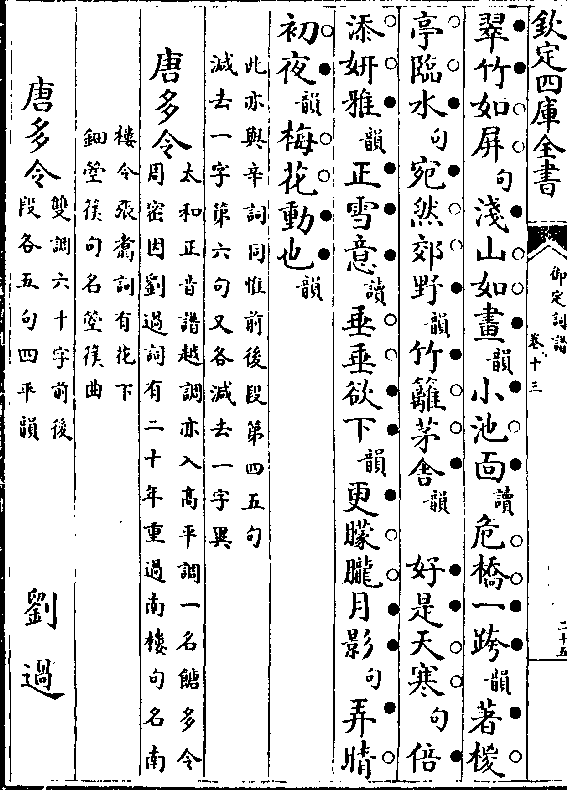 欽定四庫全書
御定詞譜
卷十三
二十五
翠竹如屏句淺山如畫韻小池面讀危橋一跨韻著椶
亭臨水句宛然郊野韻竹籬茅舍韻 好是天寒句倍
添妍雅韻正雪意讀垂垂欲下韻更朦朧月影句弄晴
初夜韻梅花動也韻
此亦與辛詞同惟前後段第四五句
減去一字第六句又各減去一字異
唐多令太和正音譜越調亦入髙平調一名餹多令
周密因劉過詞有二十年重過南樓句名南
樓令張翥詞有花下
鈿箜篌句名箜篌曲
唐多令雙調六十字前後
段各五句四平韻 劉過